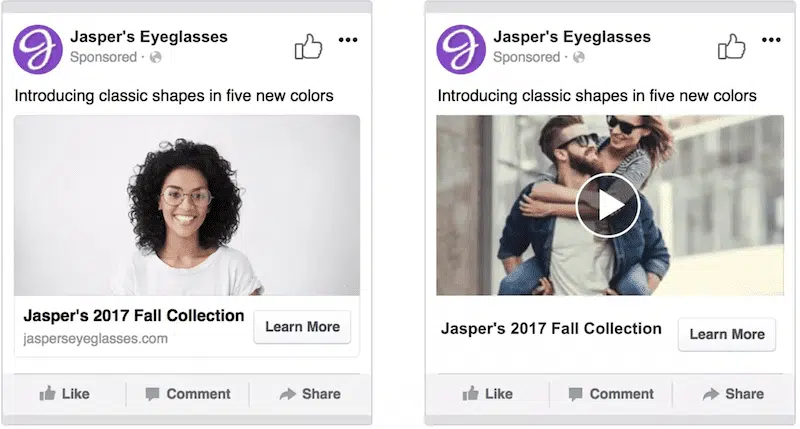 Jasper's Eyeglasses
Sponsored ·
Introducing classic shapes in five new colors
Jasper's 2017 Fall Collection
jasperseyeglasses.com
Learn More
Like
Comment
Share
Jasper's Eyeglasses
Sponsored ·
Introducing classic shapes in five new colors
Jasper's 2017 Fall Collection
Learn More
Like
Comment
Share